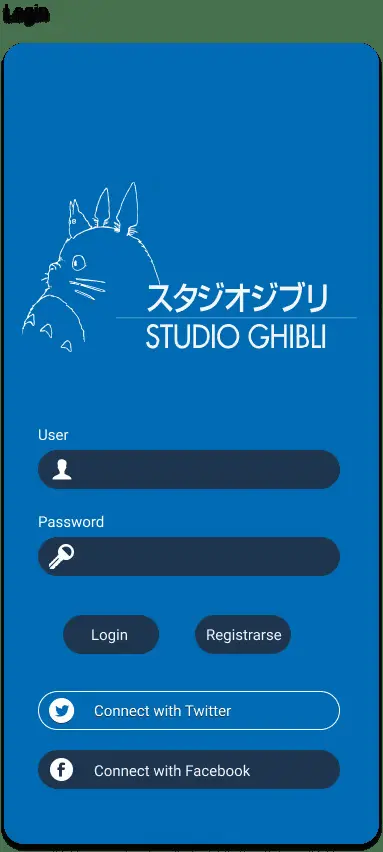 Login
スタジオジブリ
STUDIO GHIBLI
User
Password
Login
Registrarse
Connect with Twitter
Connect with Facebook